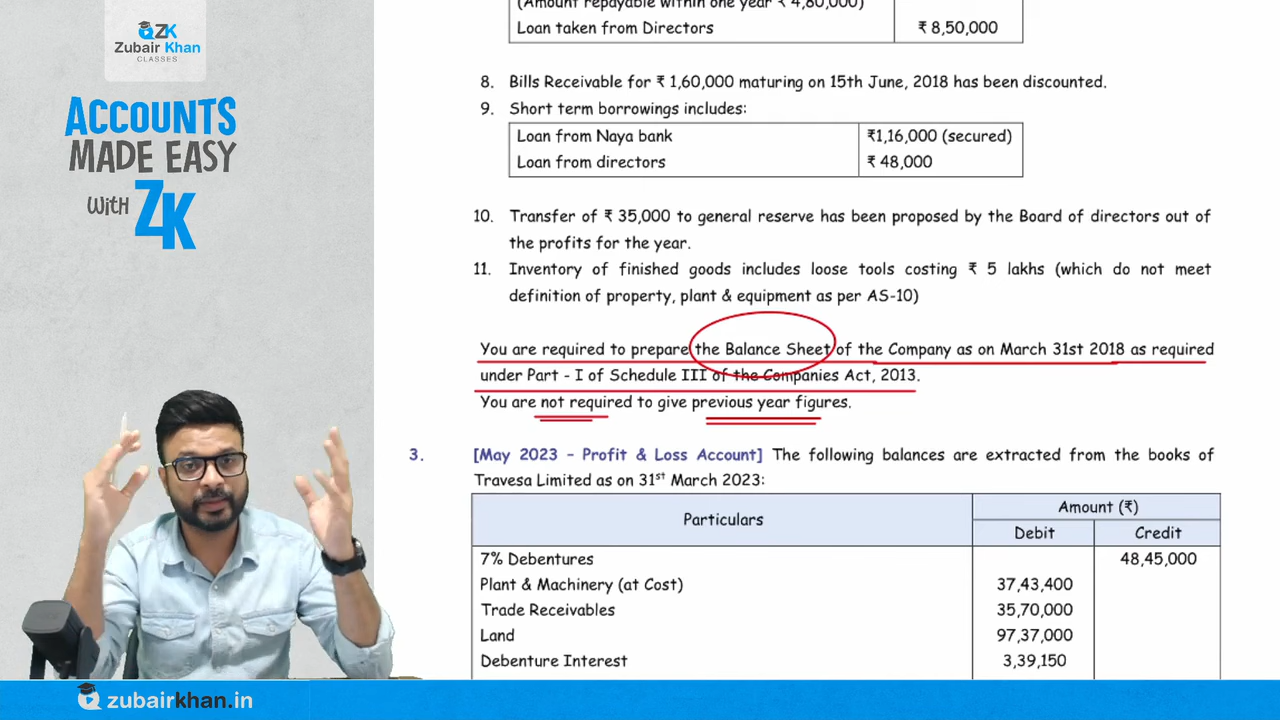 ZK
Zubair Khan
CLASSES
ACCOUNTS
MADE EASY
with ZK
(Amount repayable within one year ₹ 4,80,000)
Loan taken from Directors ₹ 8,50,000
8. Bills Receivable for ₹ 1,60,000 maturing on 15th June, 2018 has been discounted.
9. Short term borrowings includes:
Loan from Naya bank ₹1,16,000 (secured)
Loan from directors ₹ 48,000
10. Transfer of ₹ 35,000 to general reserve has been proposed by the Board of directors out of
the profits for the year.
11. Inventory of finished goods includes loose tools costing ₹ 5 lakhs (which do not meet
definition of property, plant & equipment as per AS-10)
You are required to prepare the Balance Sheet of the Company as on March 31st 2018 as required
under Part - I of Schedule III of the Companies Act, 2013.
You are not required to give previous year figures.
3. [May 2023 - Profit & Loss Account] The following balances are extracted from the books of
Travesa Limited as on 31st March 2023:
Particulars Amount (₹)
Debit Credit
7% Debentures 48,45,000
Plant & Machinery (at Cost) 37,43,400
Trade Receivables 35,70,000
Land 97,37,000
Debenture Interest 3,39,150
zubairkhan.in